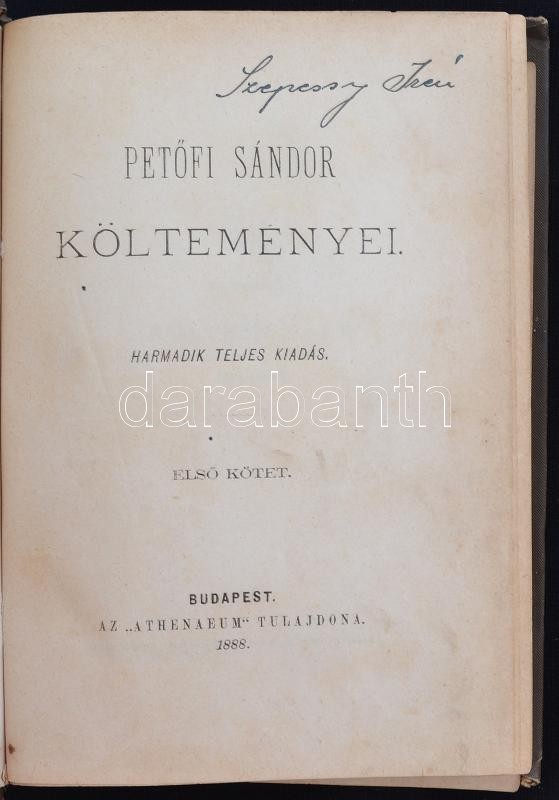 Szepessy Irén
PETŐFI SÁNDOR
KÖLTEMÉNYEI.
HARMADIK TELJES KIADÁS.
darabanth
ELSŐ KÖTET.
BUDAPEST.
AZ „ATHENAEUM" TULAJDONA.
1888.